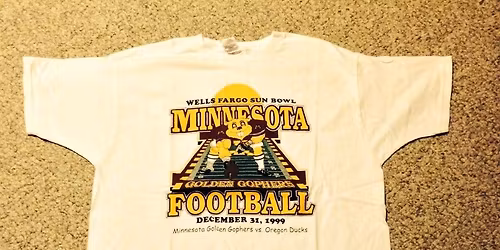 WELLS FARGO SUN BOWL
MINNESOTA
GOLDEN GOPHERS
FOOTBALL
DECEMBER 31, 1999
Minnesota Golden Gophers vs. Oregon Ducks